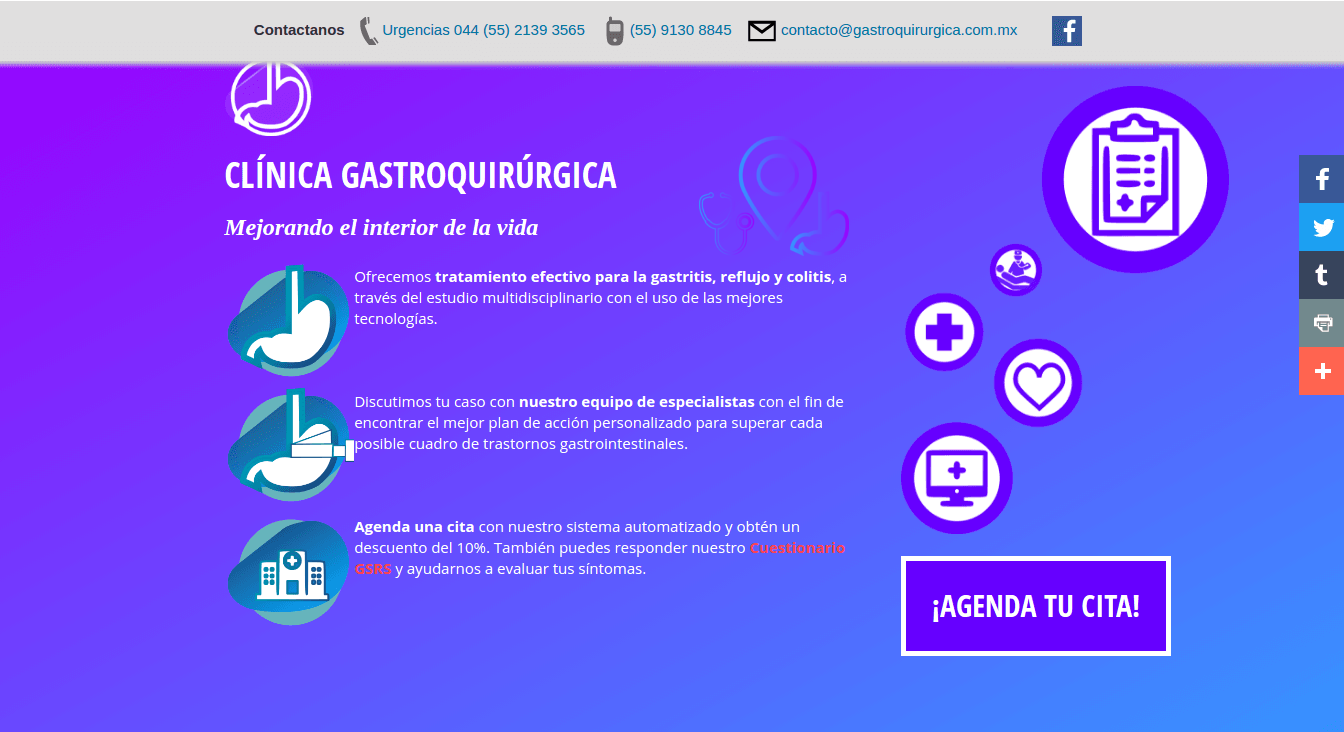 Contactanos Urgencias 044 (55) 2139 3565 (55) 9130 8845 contacto@gastroquirurgica.com.mx
CLÍNICA GASTROQUIRÚRGICA
Mejorando el interior de la vida
Ofrecemos tratamiento efectivo para la gastritis, reflujo y colitis, a
través del estudio multidisciplinario con el uso de las mejores
tecnologías.
Discutimos tu caso con nuestro equipo de especialistas con el fin de
encontrar el mejor plan de acción personalizado para superar cada
posible cuadro de trastornos gastrointestinales.
Agenda una cita con nuestro sistema automatizado y obtén un
descuento del 10%. También puedes responder nuestro Cuestionario
GSRS y ayudarnos a evaluar tus síntomas.
¡AGENDA TU CITA!